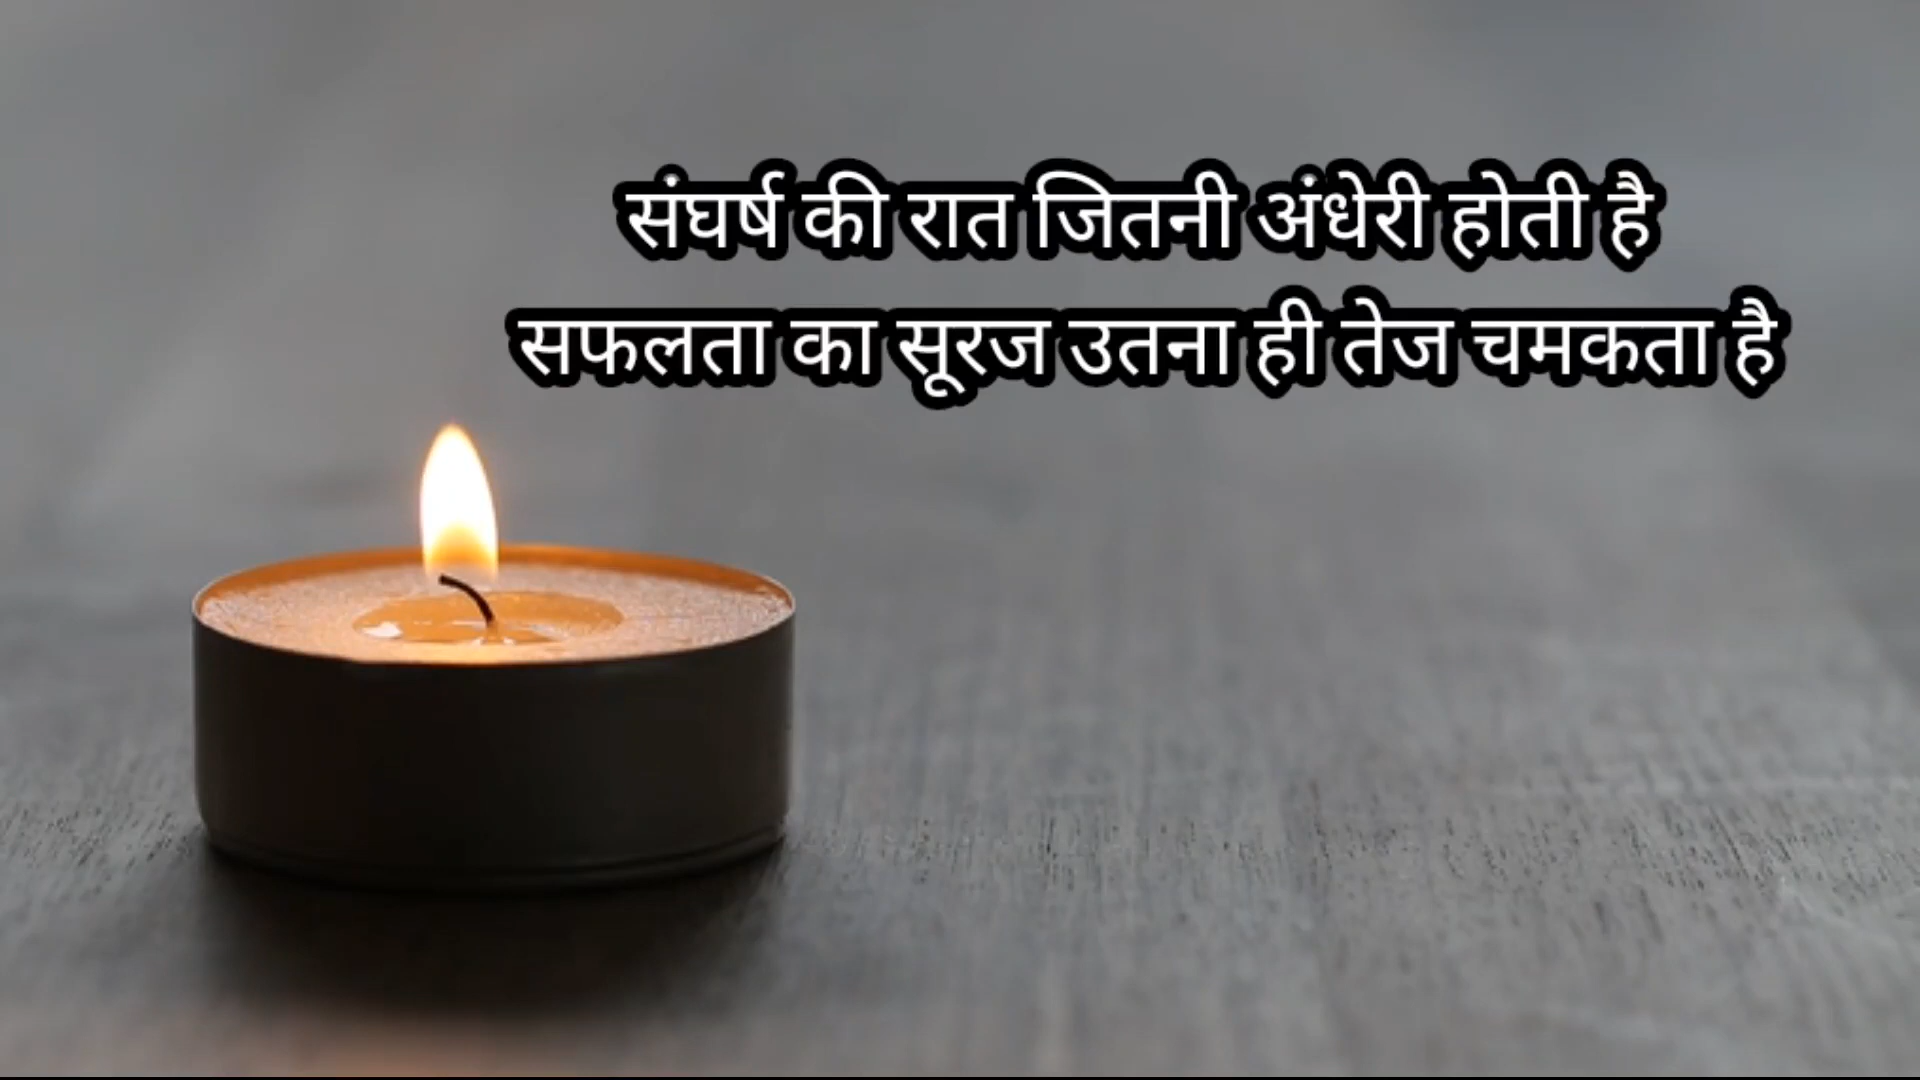 संघर्ष की रात जितनी अंधेरी होती है
सफलता का सूरज उतना ही तेज चमकता है